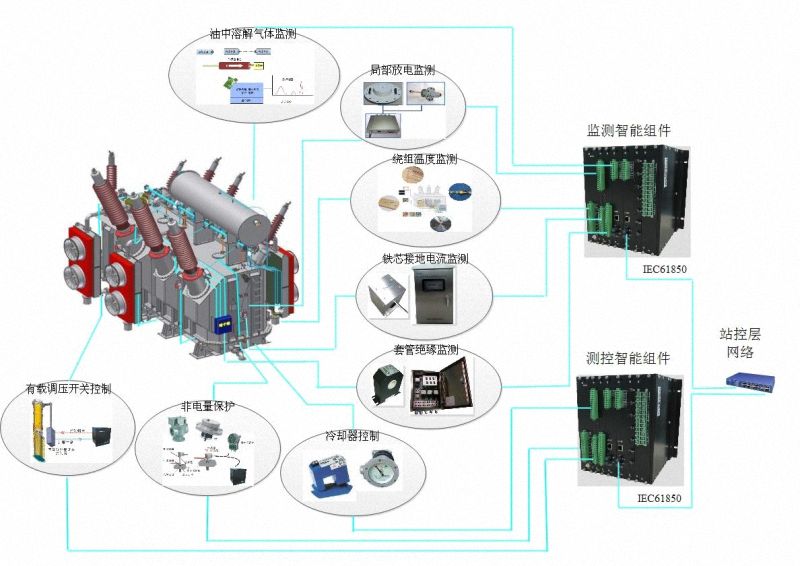 油中溶解气体监测
局部放电监测
绕组温度监测
监测智能组件
IEC61850
铁芯接地电流监测
套管绝缘监测
站控层
网络
测控智能组件
IEC61850
有载调压开关控制
非电量保护
冷却器控制